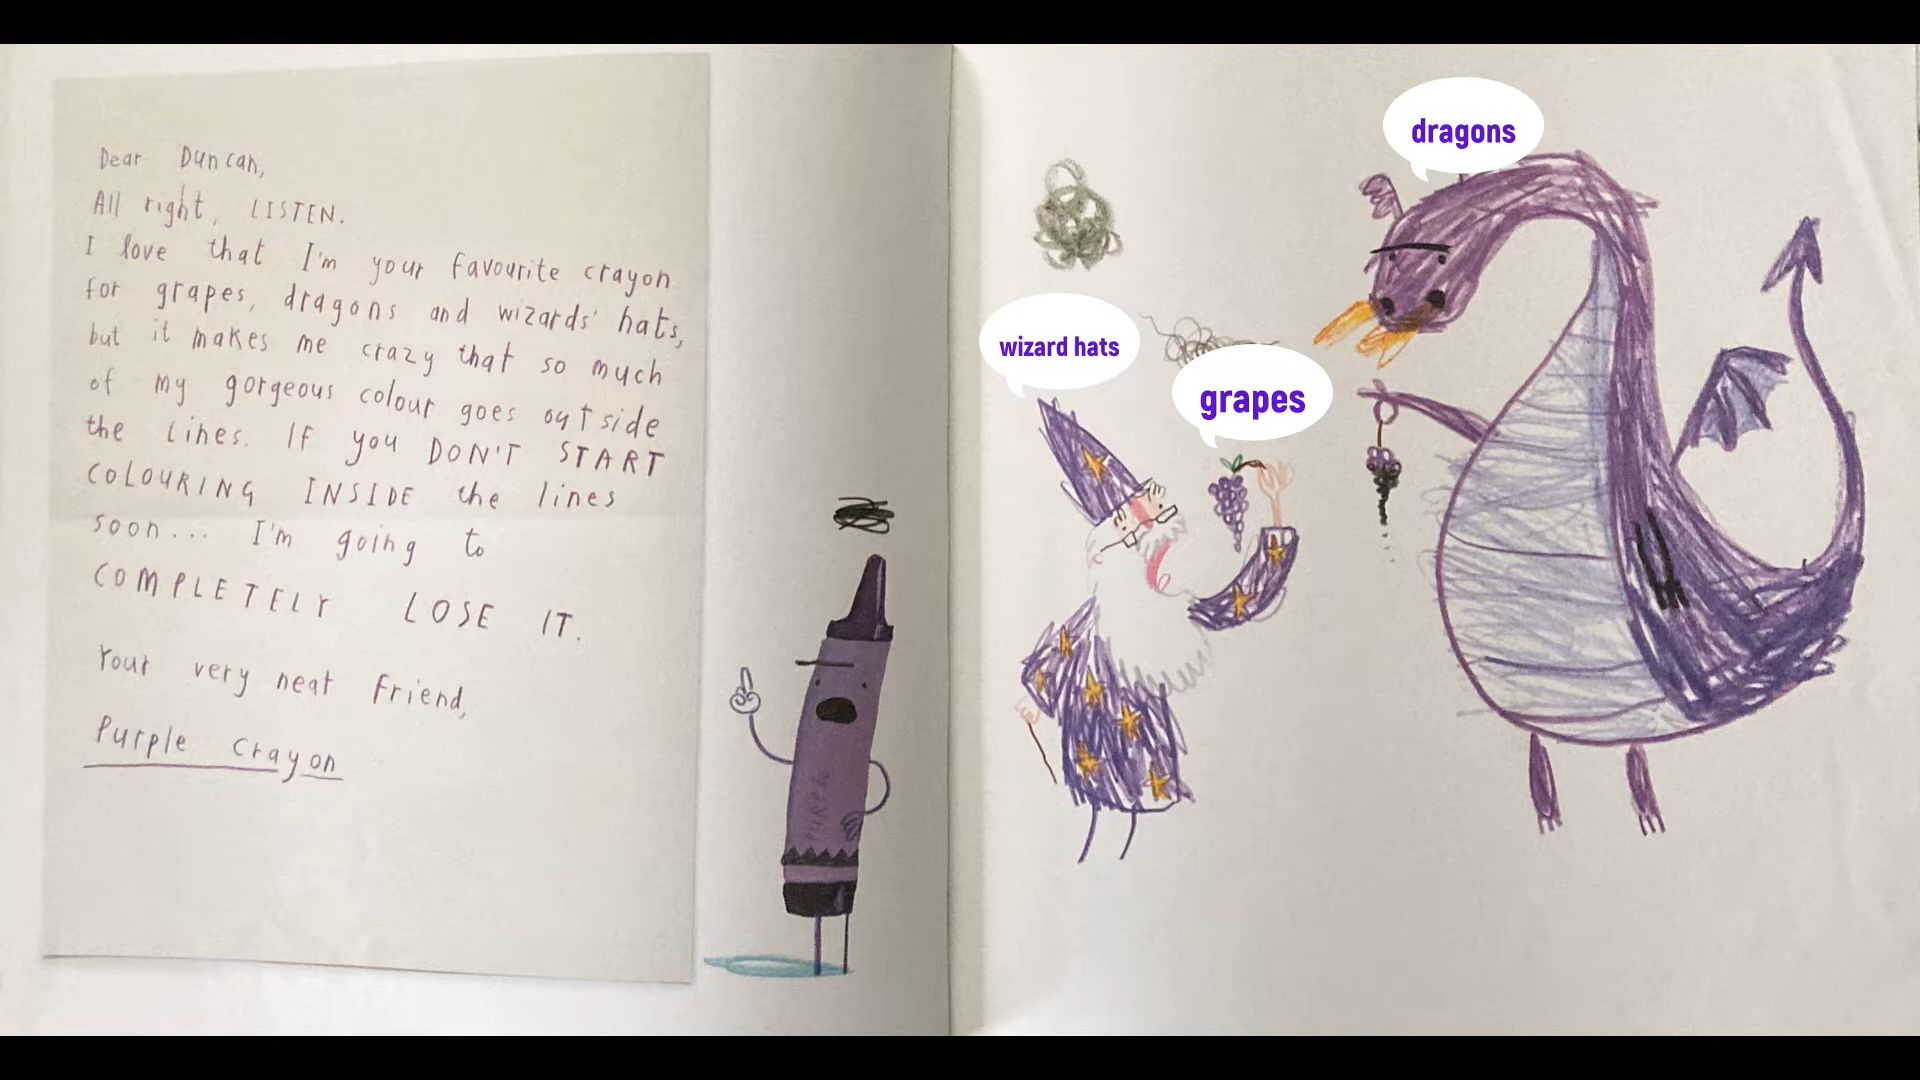 Dear Duncan,
All right, LISTEN.
I love that I'm your favourite crayon
for grapes, dragons and wizards' hats,
but it makes me crazy that so much
of my gorgeous colour goes outside
the lines. If you DON'T START
COLOURING INSIDE the lines
soon... I'm going to
COMPLETELY LOSE IT.
Your very neat friend,
Purple Crayon
PURPLE
dragons
wizard hats
grapes